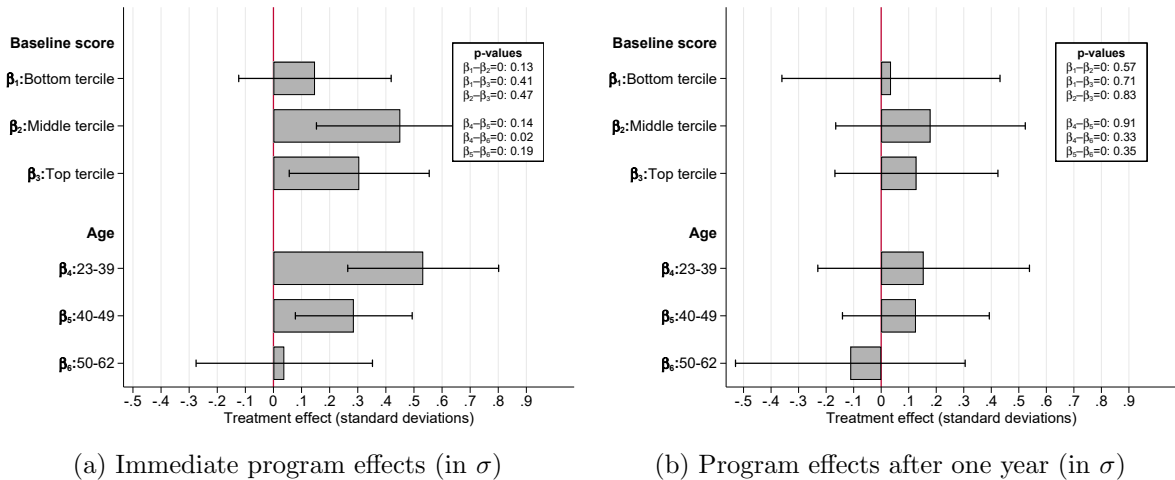 Baseline score
β₁:Bottom tercile
β₂:Middle tercile
β₃:Top tercile
Age
β₄:23-39
β₅:40-49
β₆:50-62
p-values
β₁–β₂=0: 0.13
β₁–β₃=0: 0.41
β₂–β₃=0: 0.47
β₄–β₅=0: 0.14
β₄–β₆=0: 0.02
β₅–β₆=0: 0.19
-.5 -.4 -.3 -.2 -.1 0 .1 .2 .3 .4 .5 .6 .7 .8 .9
Treatment effect (standard deviations)
(a) Immediate program effects (in σ)
Baseline score
β₁:Bottom tercile
β₂:Middle tercile
β₃:Top tercile
Age
β₄:23-39
β₅:40-49
β₆:50-62
p-values
β₁–β₂=0: 0.57
β₁–β₃=0: 0.71
β₂–β₃=0: 0.83
β₄–β₅=0: 0.91
β₄–β₆=0: 0.33
β₅–β₆=0: 0.35
-.5 -.4 -.3 -.2 -.1 0 .1 .2 .3 .4 .5 .6 .7 .8 .9
Treatment effect (standard deviations)
(b) Program effects after one year (in σ)